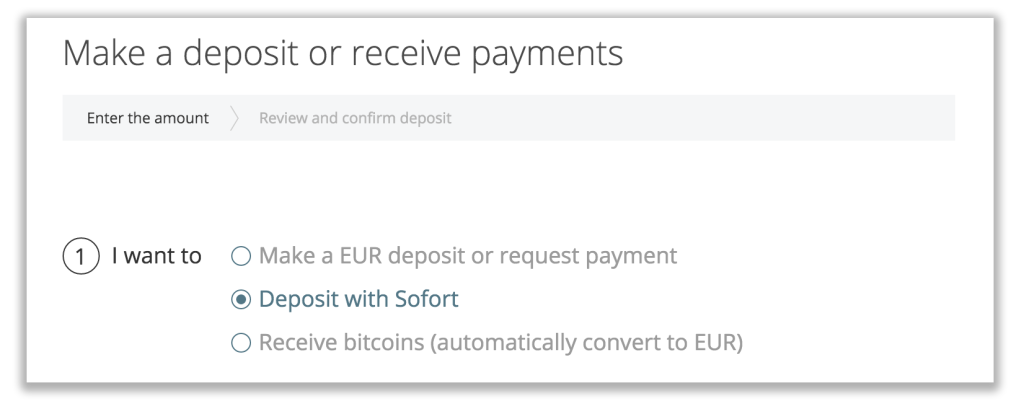 Make a deposit or receive payments
Enter the amount Review and confirm deposit
1 I want to Make a EUR deposit or request payment
Deposit with Sofort
Receive bitcoins (automatically convert to EUR)